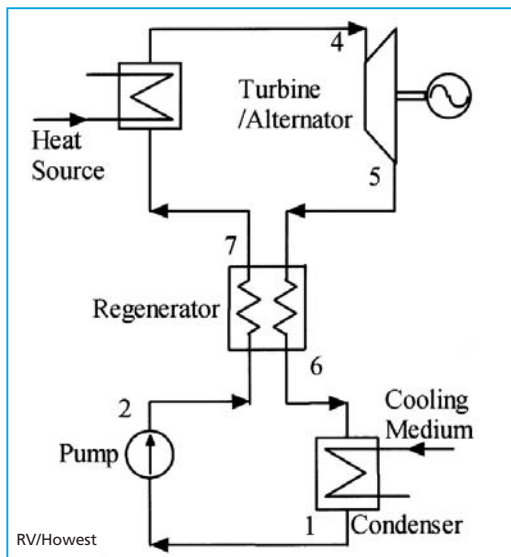 4
Turbine
/Alternator
Heat
Source
5
7
Regenerator
6
2
Cooling
Medium
Pump
1
Condenser
RV/Howest